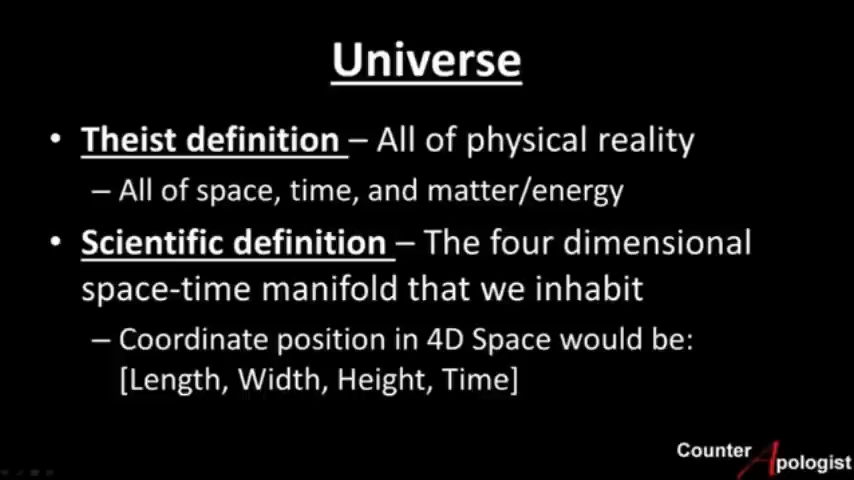 Universe
• Theist definition – All of physical reality
– All of space, time, and matter/energy
• Scientific definition – The four dimensional
space-time manifold that we inhabit
– Coordinate position in 4D Space would be:
[Length, Width, Height, Time]
Counter Apologist